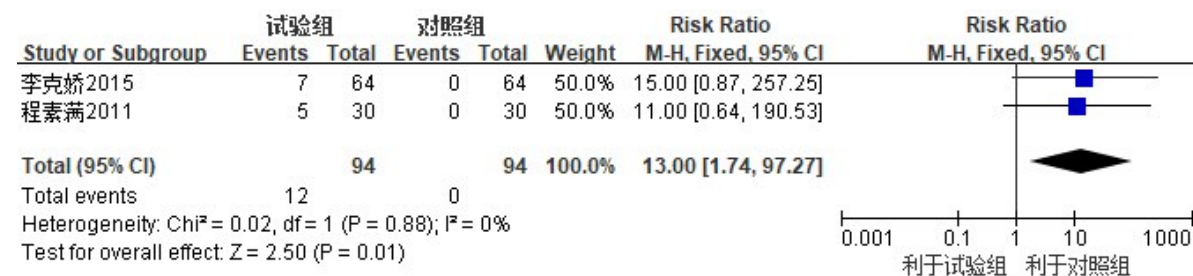 试验组 对照组 Risk Ratio Risk Ratio
Study or Subgroup Events Total Events Total Weight M-H, Fixed, 95% CI M-H, Fixed, 95% CI
李克娇2015 7 64 0 64 50.0% 15.00 [0.87, 257.25]
程素满2011 5 30 0 30 50.0% 11.00 [0.64, 190.53]
Total (95% CI) 94 94 100.0% 13.00 [1.74, 97.27]
Total events 12 0
Heterogeneity: Chi² = 0.02, df = 1 (P = 0.88); I² = 0%
Test for overall effect: Z = 2.50 (P = 0.01)
0.001 0.1 1 10 1000
利于试验组 利于对照组